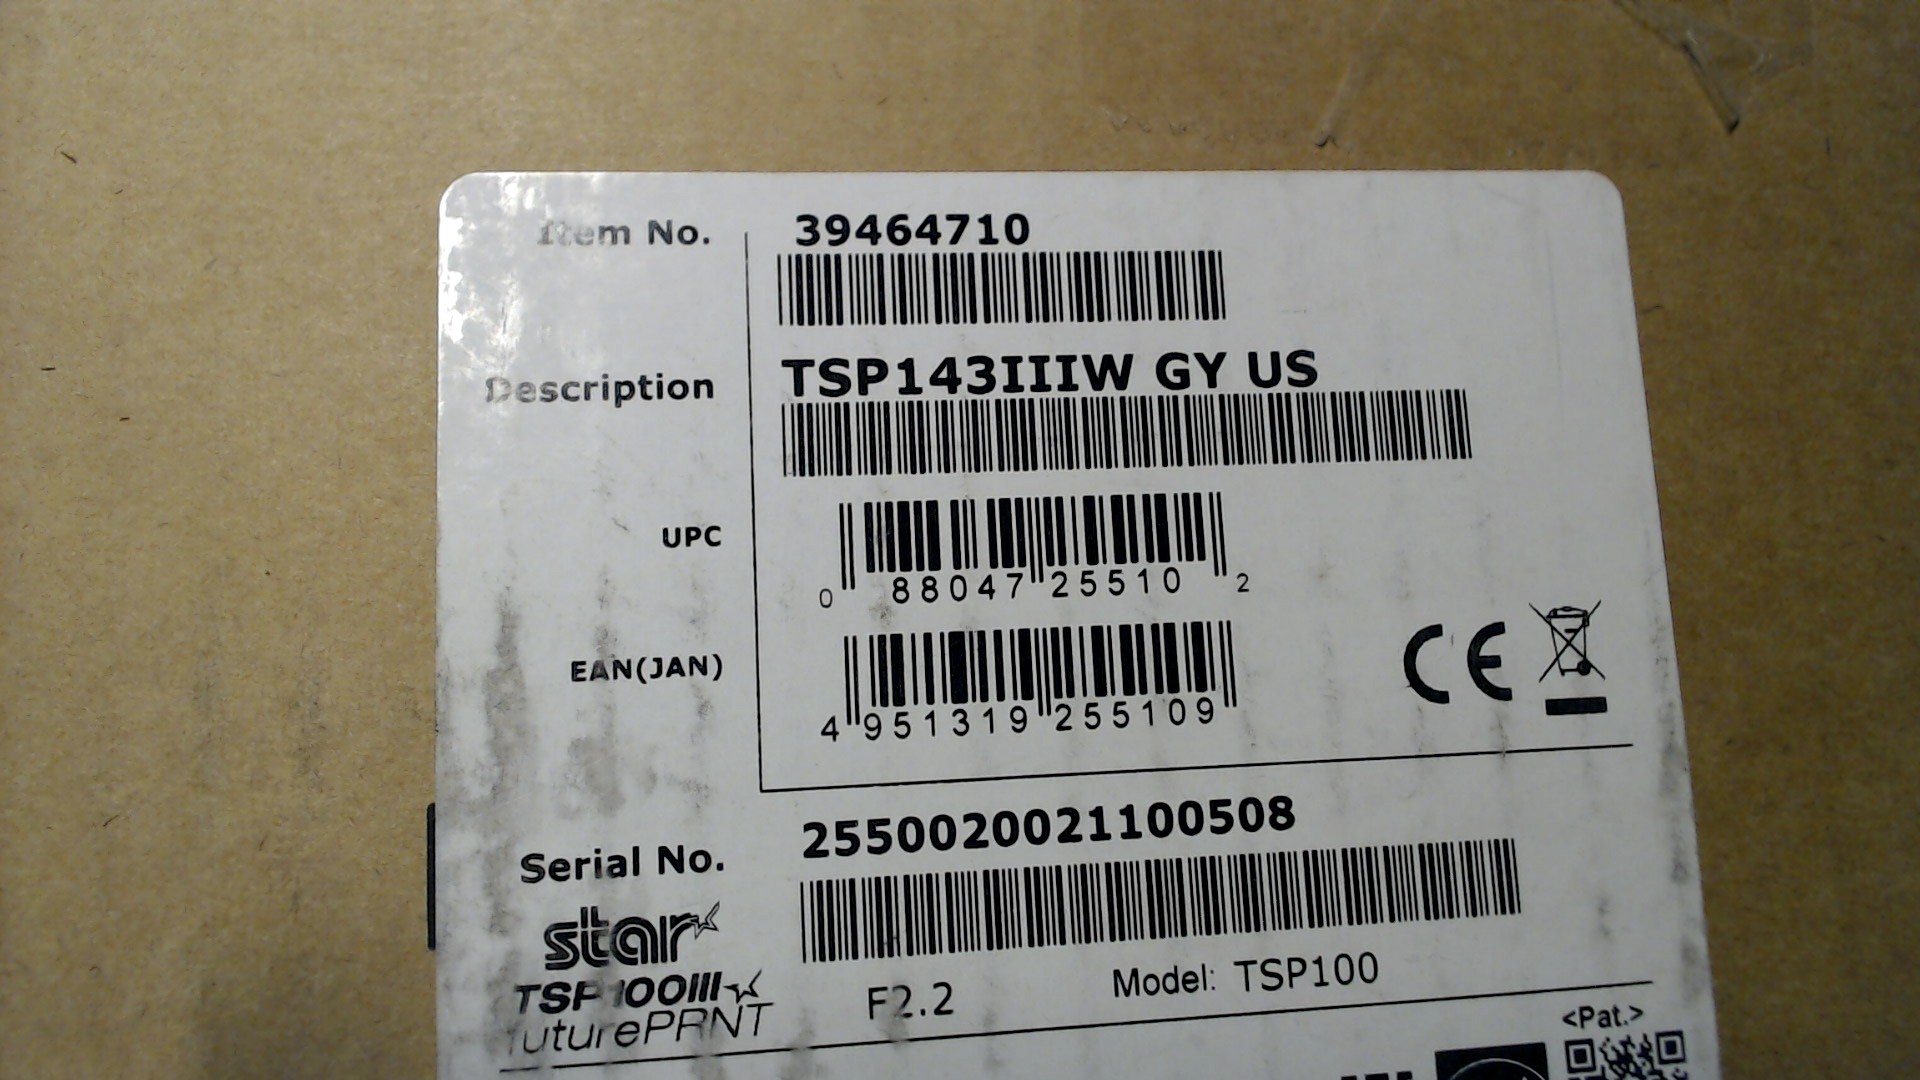 Item No. 39464710
Description TSP143IIIW GY US
UPC
0 88047 25510 2
EAN(JAN)
4 951319 255109
CE
Serial No. 2550020021100508
star
TSP100III
futurePRNT
F2.2 Model: TSP100
<Pat.>